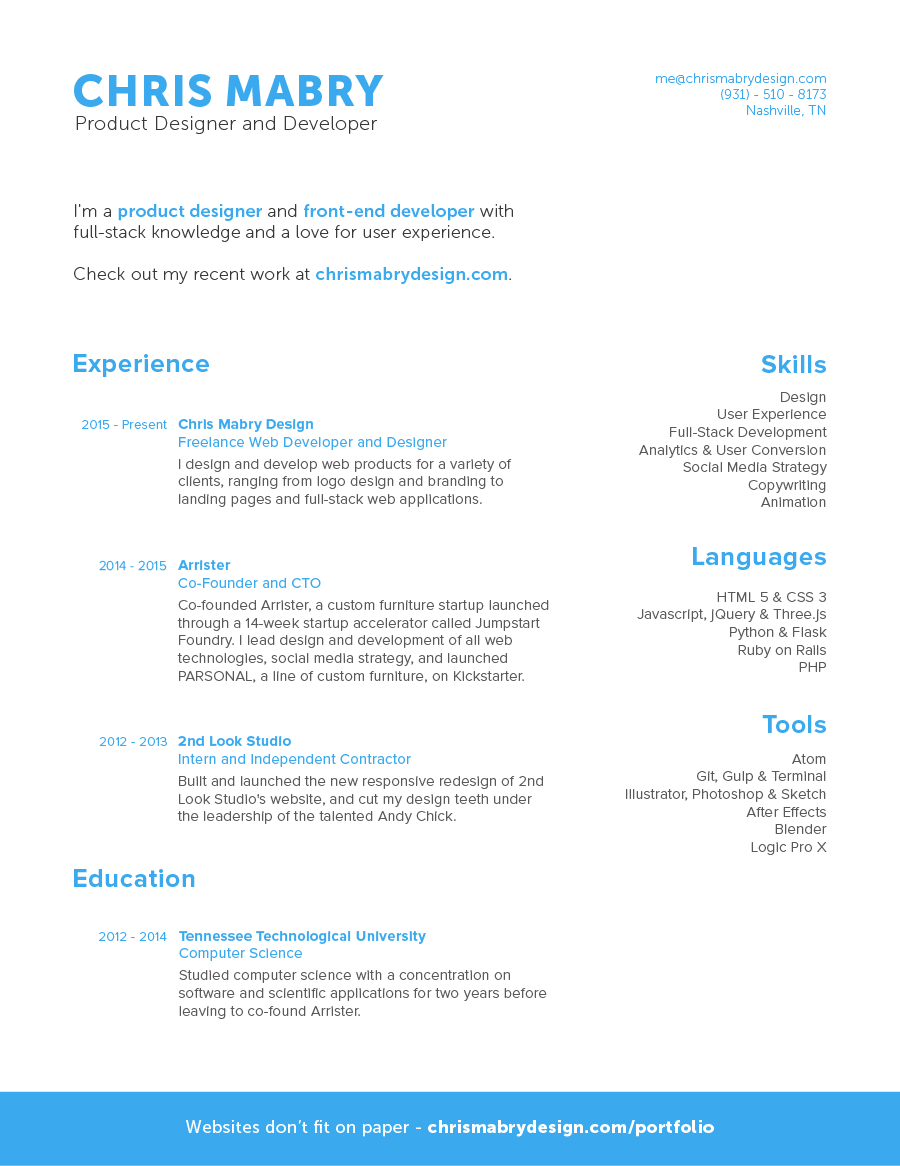 CHRIS MABRY
Product Designer and Developer
me@chrismabrydesign.com
(931) - 510 - 8173
Nashville, TN
I'm a product designer and front-end developer with
full-stack knowledge and a love for user experience.
Check out my recent work at chrismabrydesign.com.
Experience
2015 - Present
Chris Mabry Design
Freelance Web Developer and Designer
I design and develop web products for a variety of
clients, ranging from logo design and branding to
landing pages and full-stack web applications.
2014 - 2015
Arrister
Co-Founder and CTO
Co-founded Arrister, a custom furniture startup launched
through a 14-week startup accelerator called Jumpstart
Foundry. I lead design and development of all web
technologies, social media strategy, and launched
PARSONAL, a line of custom furniture, on Kickstarter.
2012 - 2013
2nd Look Studio
Intern and Independent Contractor
Built and launched the new responsive redesign of 2nd
Look Studio's website, and cut my design teeth under
the leadership of the talented Andy Chick.
Education
2012 - 2014
Tennessee Technological University
Computer Science
Studied computer science with a concentration on
software and scientific applications for two years before
leaving to co-found Arrister.
Skills
Design
User Experience
Full-Stack Development
Analytics & User Conversion
Social Media Strategy
Copywriting
Animation
Languages
HTML 5 & CSS 3
Javascript, jQuery & Three.js
Python & Flask
Ruby on Rails
PHP
Tools
Atom
Git, Gulp & Terminal
Illustrator, Photoshop & Sketch
After Effects
Blender
Logic Pro X
Websites don't fit on paper - chrismabrydesign.com/portfolio